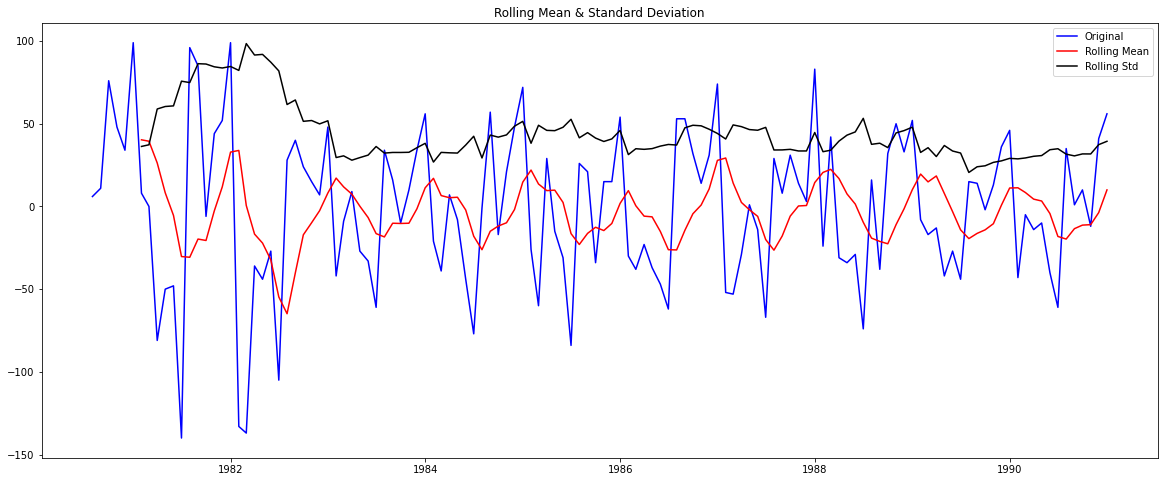 Rolling Mean & Standard Deviation
Original
Rolling Mean
Rolling Std
100
50
0
−50
−100
−150
1982
1984
1986
1988
1990